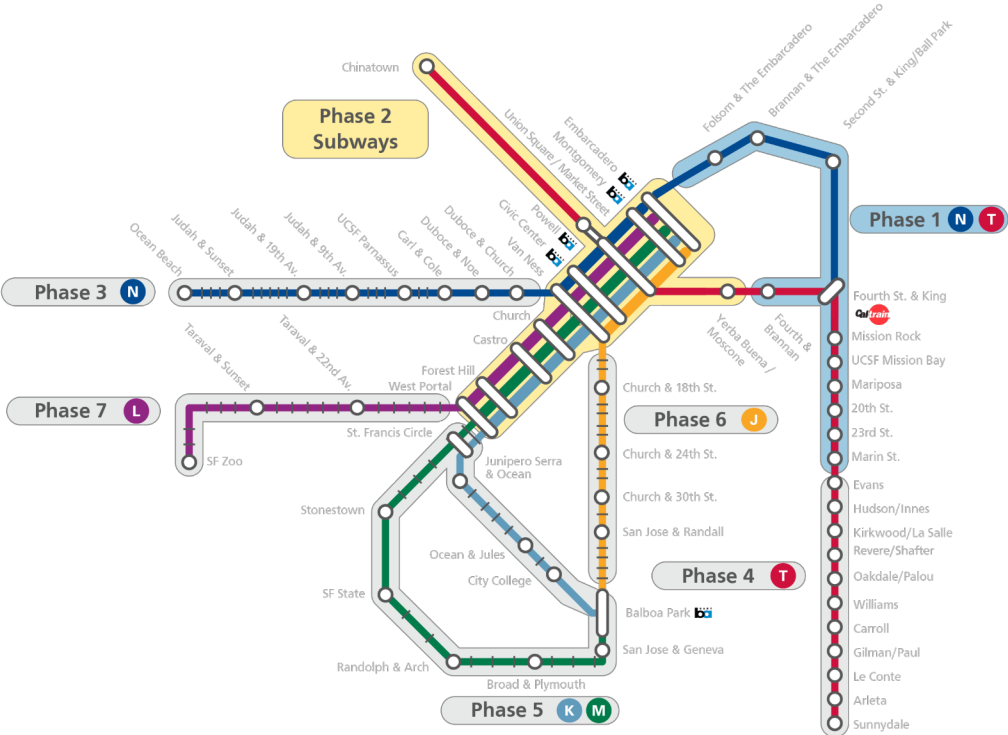 Chinatown
Phase 2
Subways
Union Square / Market Street
Montgomery
Embarcadero
ba
ba
Folsom & The Embarcadero
Brannan & The Embarcadero
Second St. & King/Ball Park
Phase 1 N T
Powell
ba
Civic Center
ba
Van Ness
Duboce & Church
Duboce & Noe
Carl & Cole
UCSF Parnassus
Judah & 9th Av.
Judah & 19th Av.
Judah & Sunset
Ocean Beach
Phase 3 N
Church
Castro
Forest Hill
West Portal
St. Francis Circle
Taraval & Sunset
Taraval & 22nd Av.
Phase 7 L
SF Zoo
Yerba Buena /
Moscone
Fourth &
Brannan
Fourth St. & King
Caltrain
Mission Rock
UCSF Mission Bay
Mariposa
20th St.
23rd St.
Marin St.
Evans
Hudson/Innes
Kirkwood/La Salle
Revere/Shafter
Oakdale/Palou
Williams
Carroll
Gilman/Paul
Le Conte
Arleta
Sunnydale
Phase 4 T
Church & 18th St.
Phase 6 J
Church & 24th St.
Church & 30th St.
San Jose & Randall
Balboa Park ba
San Jose & Geneva
Junipero Serra
& Ocean
Ocean & Jules
City College
Stonestown
SF State
Randolph & Arch
Broad & Plymouth
Phase 5 K M